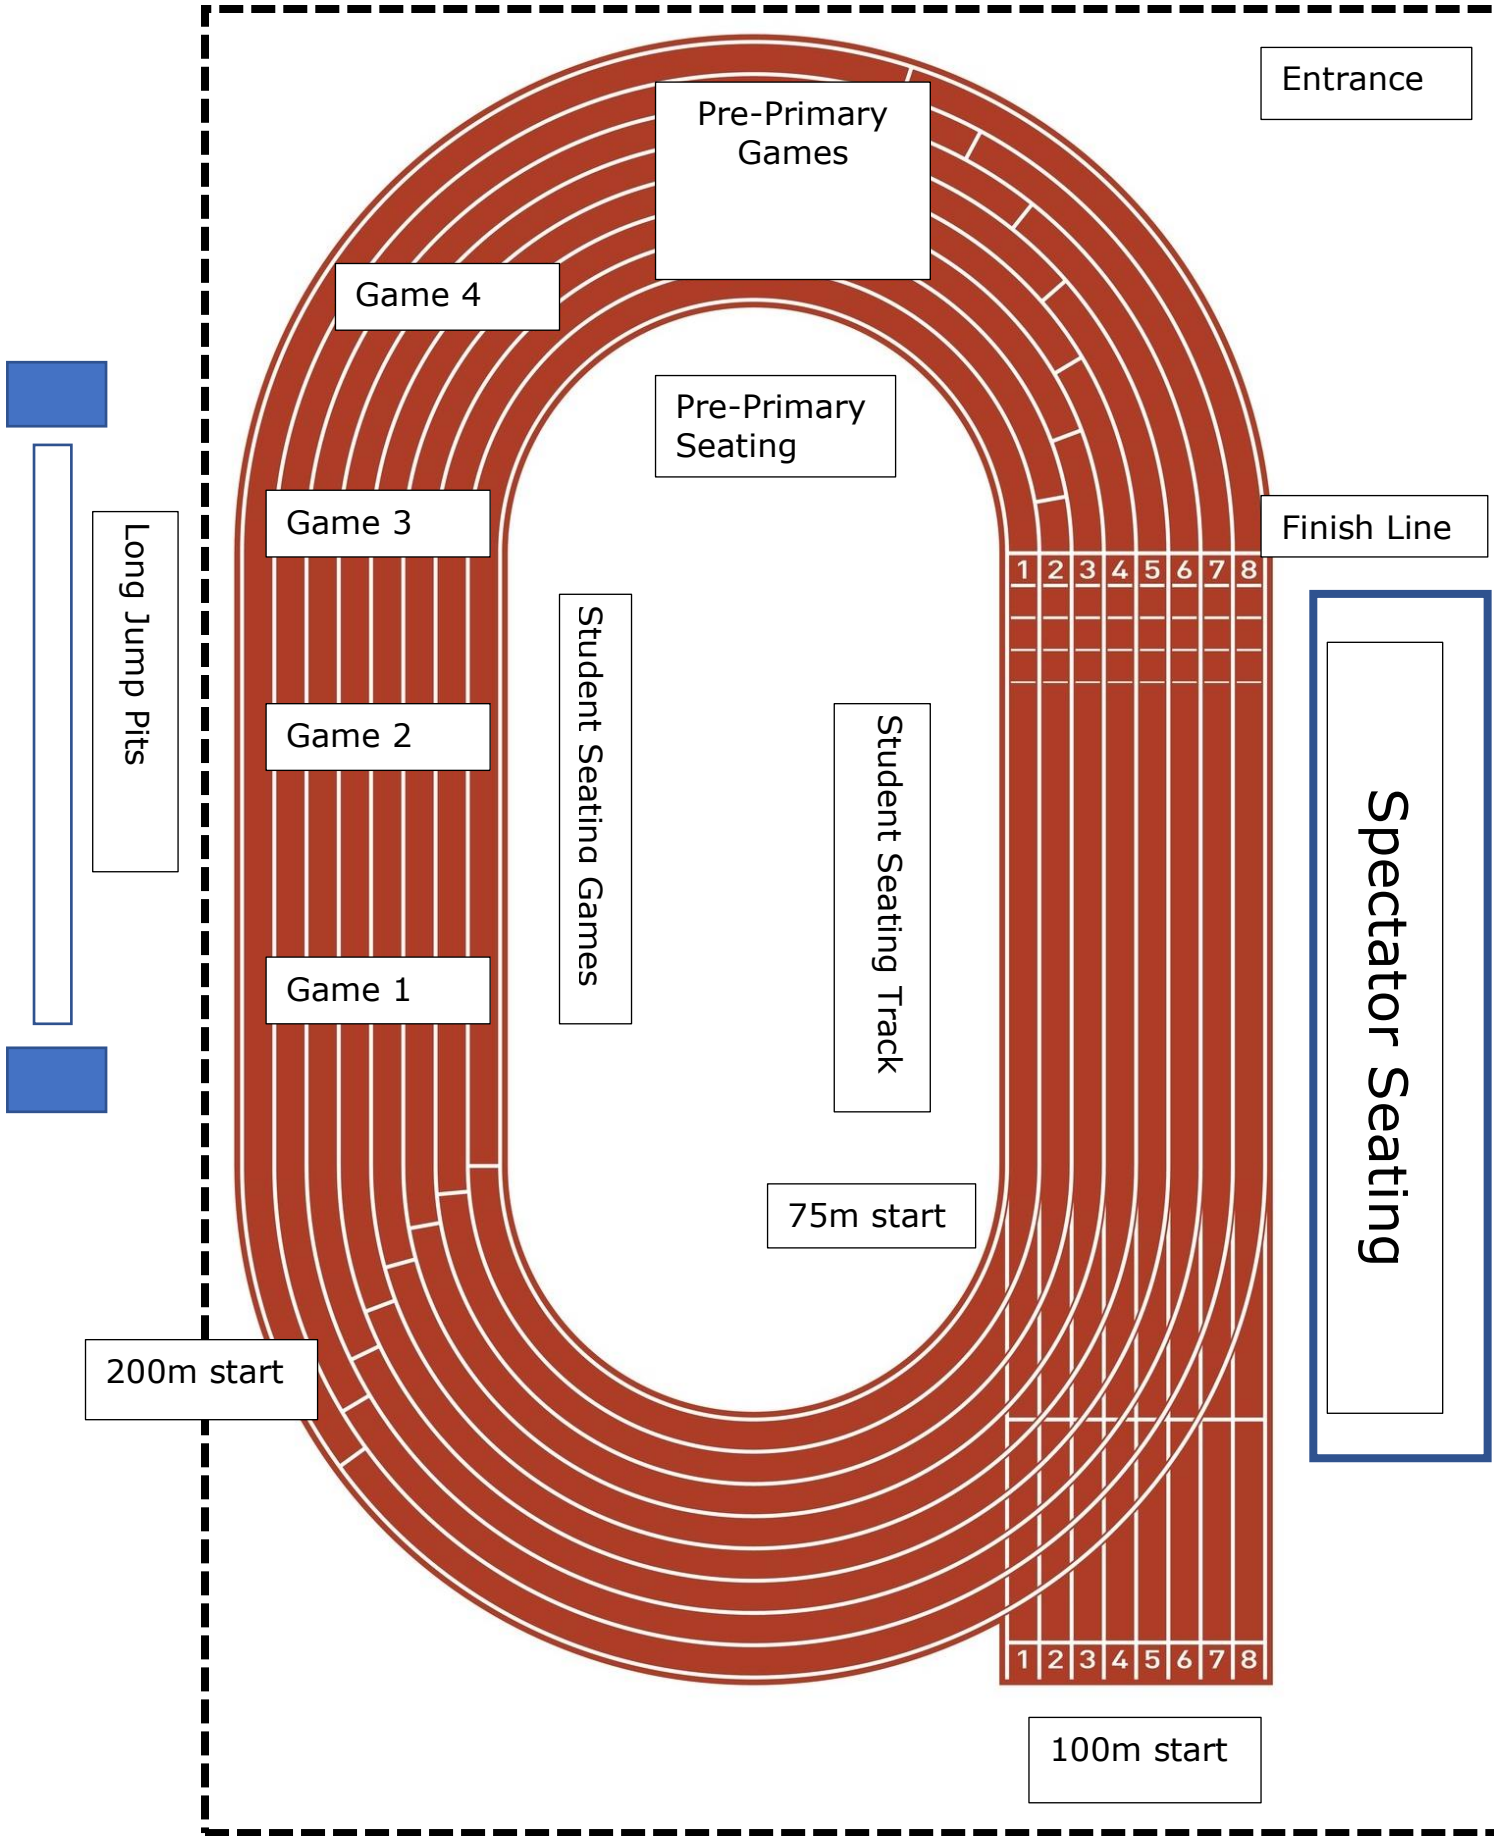 Entrance
Pre-Primary
Games
Game 4
Pre-Primary
Seating
Game 3
Finish Line
1 2 3 4 5 6 7 8
Long Jump Pits
Student Seating Games
Game 2
Student Seating Track
Spectator Seating
Game 1
75m start
200m start
1 2 3 4 5 6 7 8
100m start